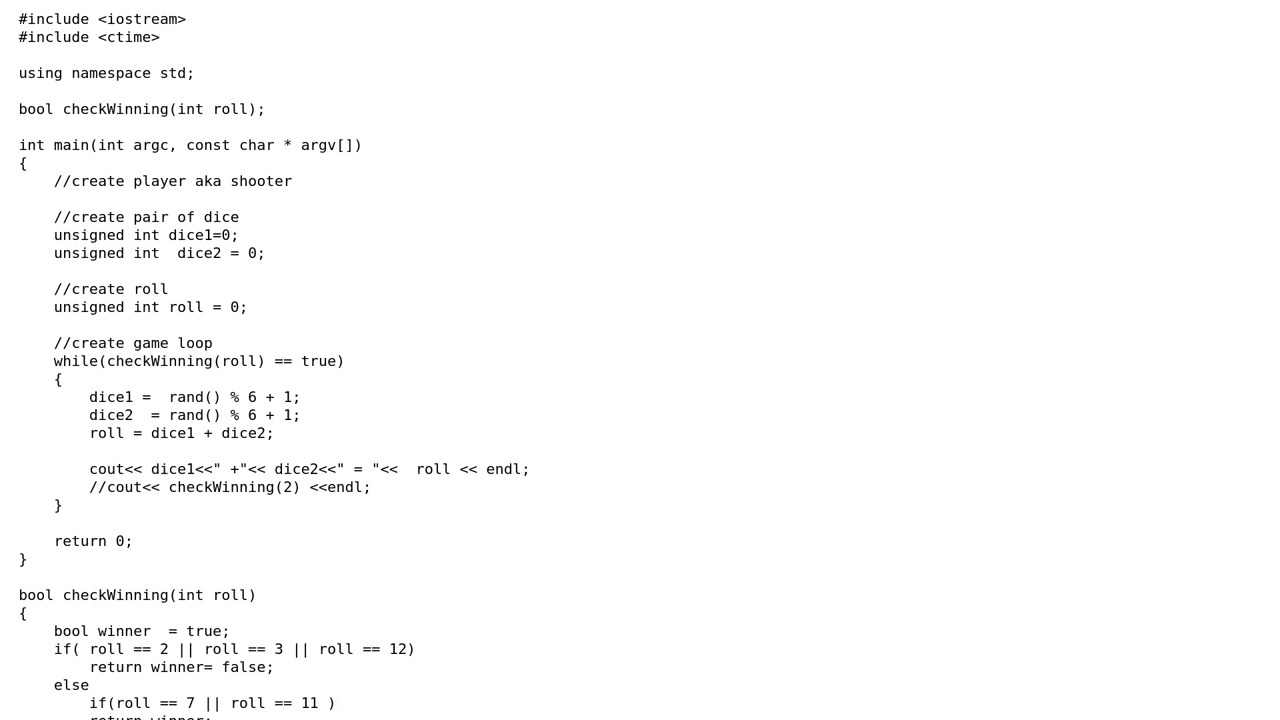 #include <iostream>
#include <ctime>

using namespace std;

bool checkWinning(int roll);

int main(int argc, const char * argv[])
{
    //create player aka shooter

    //create pair of dice
    unsigned int dice1=0;
    unsigned int  dice2 = 0;

    //create roll
    unsigned int roll = 0;

    //create game loop
    while(checkWinning(roll) == true)
    {
        dice1 =  rand() % 6 + 1;
        dice2  = rand() % 6 + 1;
        roll = dice1 + dice2;

        cout<< dice1<<" +"<< dice2<<" = "<<  roll << endl;
        //cout<< checkWinning(2) <<endl;
    }

    return 0;
}

bool checkWinning(int roll)
{
    bool winner  = true;
    if( roll == 2 || roll == 3 || roll == 12)
        return winner= false;
    else
        if(roll == 7 || roll == 11 )
        return winner;